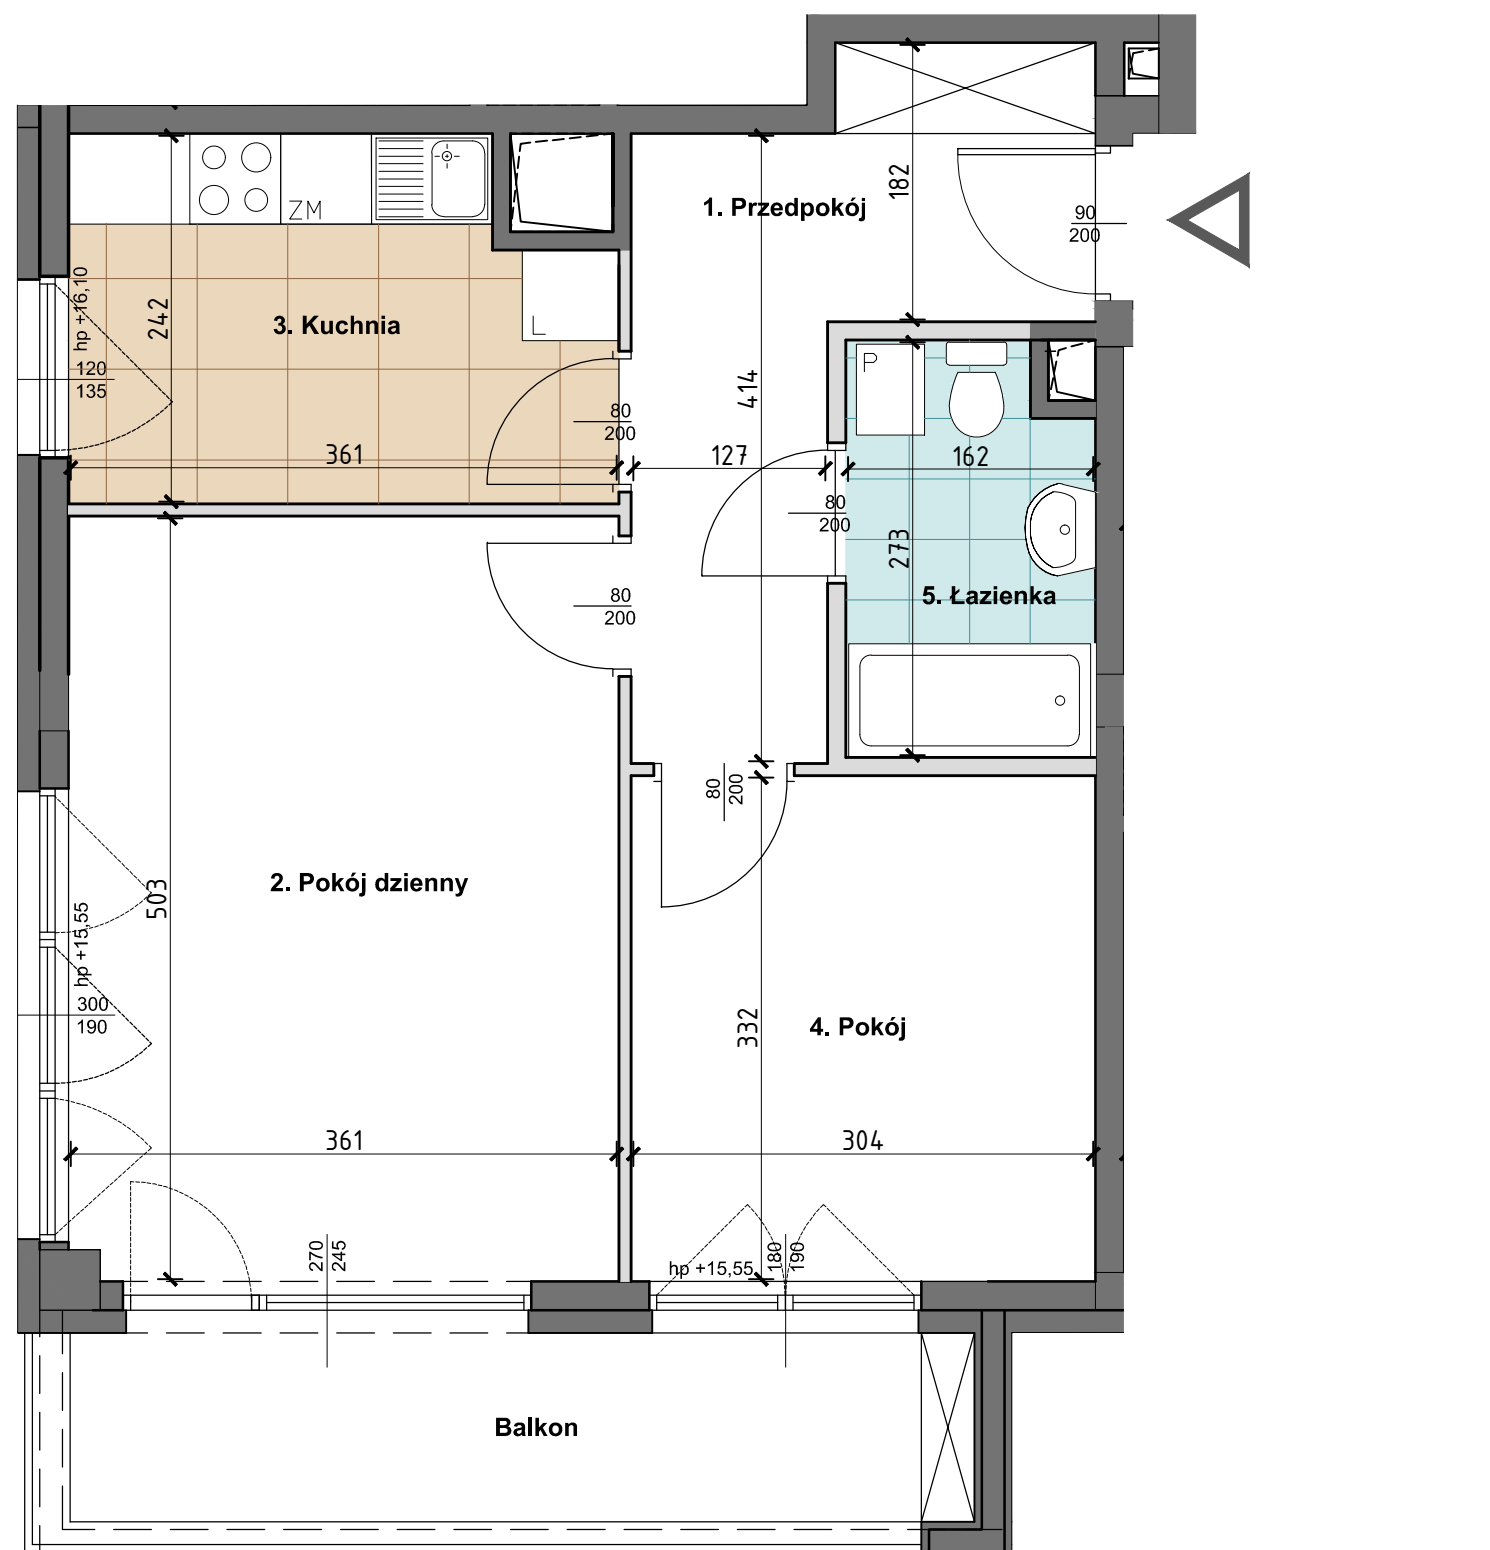 182
1. Przedpokój
90
200
ZM
hp +16,10
242
3. Kuchnia
L
120
135
414
P
80
200
361
127
162
80
200
273
5. Łazienka
80
200
80
200
2. Pokój dzienny
503
hp +15,55
300
190
332
4. Pokój
361
304
270
245
hp +15,55
180
190
Balkon